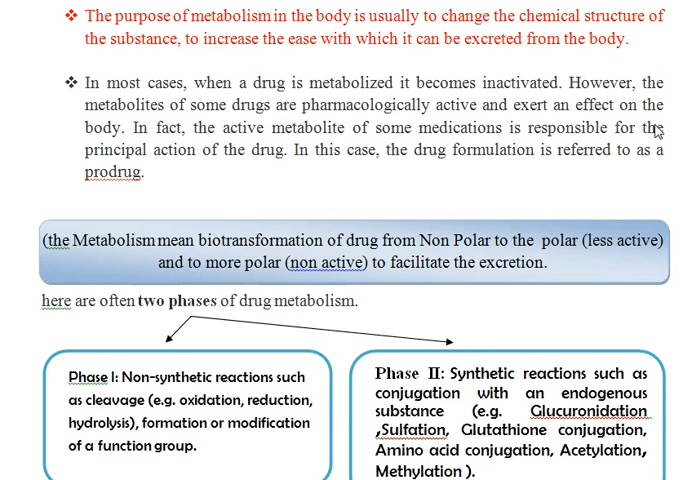 ❖ The purpose of metabolism in the body is usually to change the chemical structure of
the substance, to increase the ease with which it can be excreted from the body.
❖ In most cases, when a drug is metabolized it becomes inactivated. However, the
metabolites of some drugs are pharmacologically active and exert an effect on the
body. In fact, the active metabolite of some medications is responsible for the
principal action of the drug. In this case, the drug formulation is referred to as a
prodrug.
(the Metabolism mean biotransformation of drug from Non Polar to the polar (less active)
and to more polar (non active) to facilitate the excretion.
here are often two phases of drug metabolism.
Phase I: Non-synthetic reactions such
as cleavage (e.g. oxidation, reduction,
hydrolysis), formation or modification
of a function group.
Phase II: Synthetic reactions such as
conjugation with an endogenous
substance (e.g. Glucuronidation
,Sulfation, Glutathione conjugation,
Amino acid conjugation, Acetylation,
Methylation ).